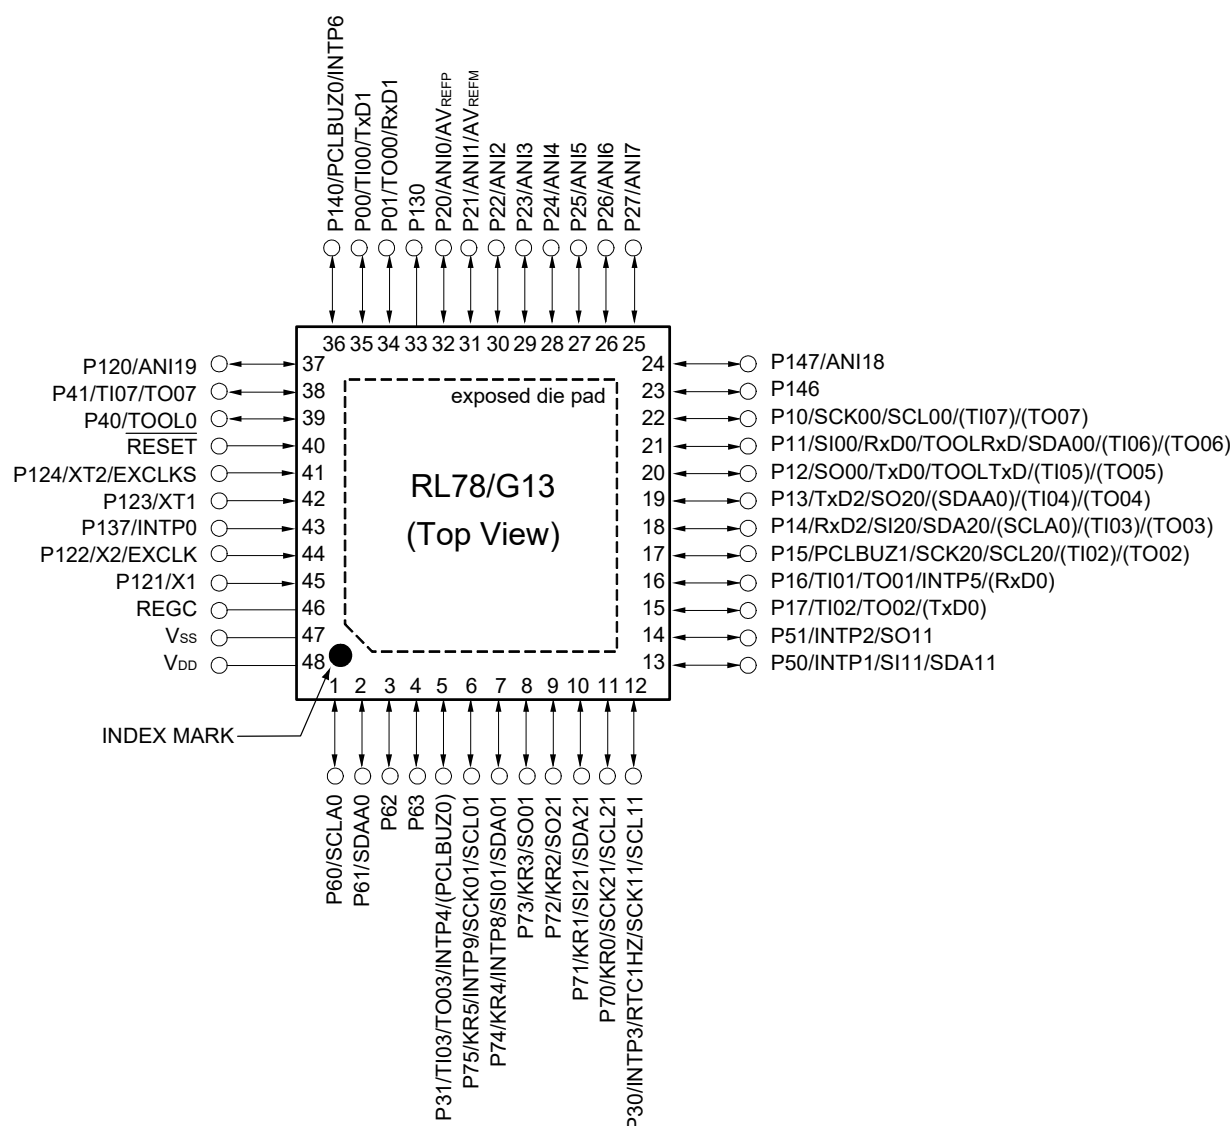 P140/PCLBUZ0/INTP6
P00/TI00/TxD1
P01/TO00/RxD1
P130
P20/ANI0/AVREFP
P21/ANI1/AVREFM
P22/ANI2
P23/ANI3
P24/ANI4
P25/ANI5
P26/ANI6
P27/ANI7
36 35 34 33 32 31 30 29 28 27 26 25
P120/ANI19 37
P41/TI07/TO07 38
P40/TOOL0 39
RESET 40
P124/XT2/EXCLKS 41
P123/XT1 42
P137/INTP0 43
P122/X2/EXCLK 44
P121/X1 45
REGC 46
VSS 47
VDD 48
exposed die pad
RL78/G13
(Top View)
24 P147/ANI18
23 P146
22 P10/SCK00/SCL00/(TI07)/(TO07)
21 P11/SI00/RxD0/TOOLRxD/SDA00/(TI06)/(TO06)
20 P12/SO00/TxD0/TOOLTxD/(TI05)/(TO05)
19 P13/TxD2/SO20/(SDAA0)/(TI04)/(TO04)
18 P14/RxD2/SI20/SDA20/(SCLA0)/(TI03)/(TO03)
17 P15/PCLBUZ1/SCK20/SCL20/(TI02)/(TO02)
16 P16/TI01/TO01/INTP5/(RxD0)
15 P17/TI02/TO02/(TxD0)
14 P51/INTP2/SO11
13 P50/INTP1/SI11/SDA11
1 2 3 4 5 6 7 8 9 10 11 12
INDEX MARK
P60/SCLA0
P61/SDAA0
P62
P63
P31/TI03/TO03/INTP4/(PCLBUZ0)
P75/KR5/INTP9/SCK01/SCL01
P74/KR4/INTP8/SI01/SDA01
P73/KR3/SO01
P72/KR2/SO21
P71/KR1/SI21/SDA21
P70/KR0/SCK21/SCL21
P30/INTP3/RTC1HZ/SCK11/SCL11